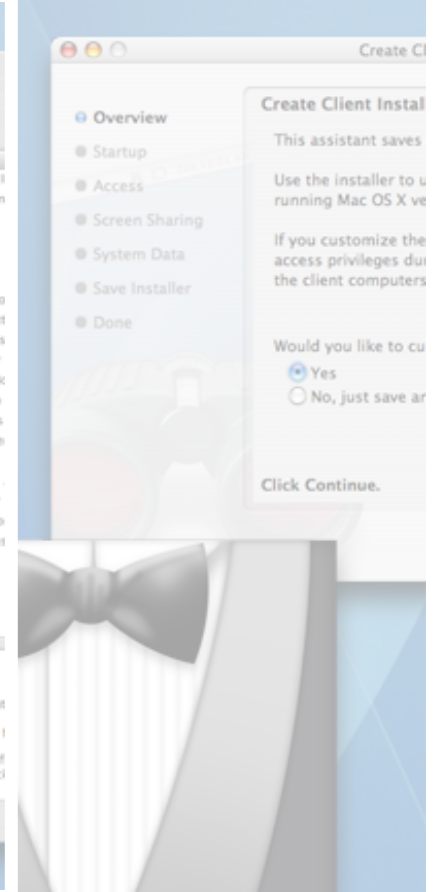 Create Cl
Overview
Startup
Access
Screen Sharing
System Data
Save Installer
Done
Create Client Instal
This assistant saves
Use the installer to u
running Mac OS X ve
If you customize the
access privileges du
the client computers
Would you like to cu
Yes
No, just save a
Click Continue.